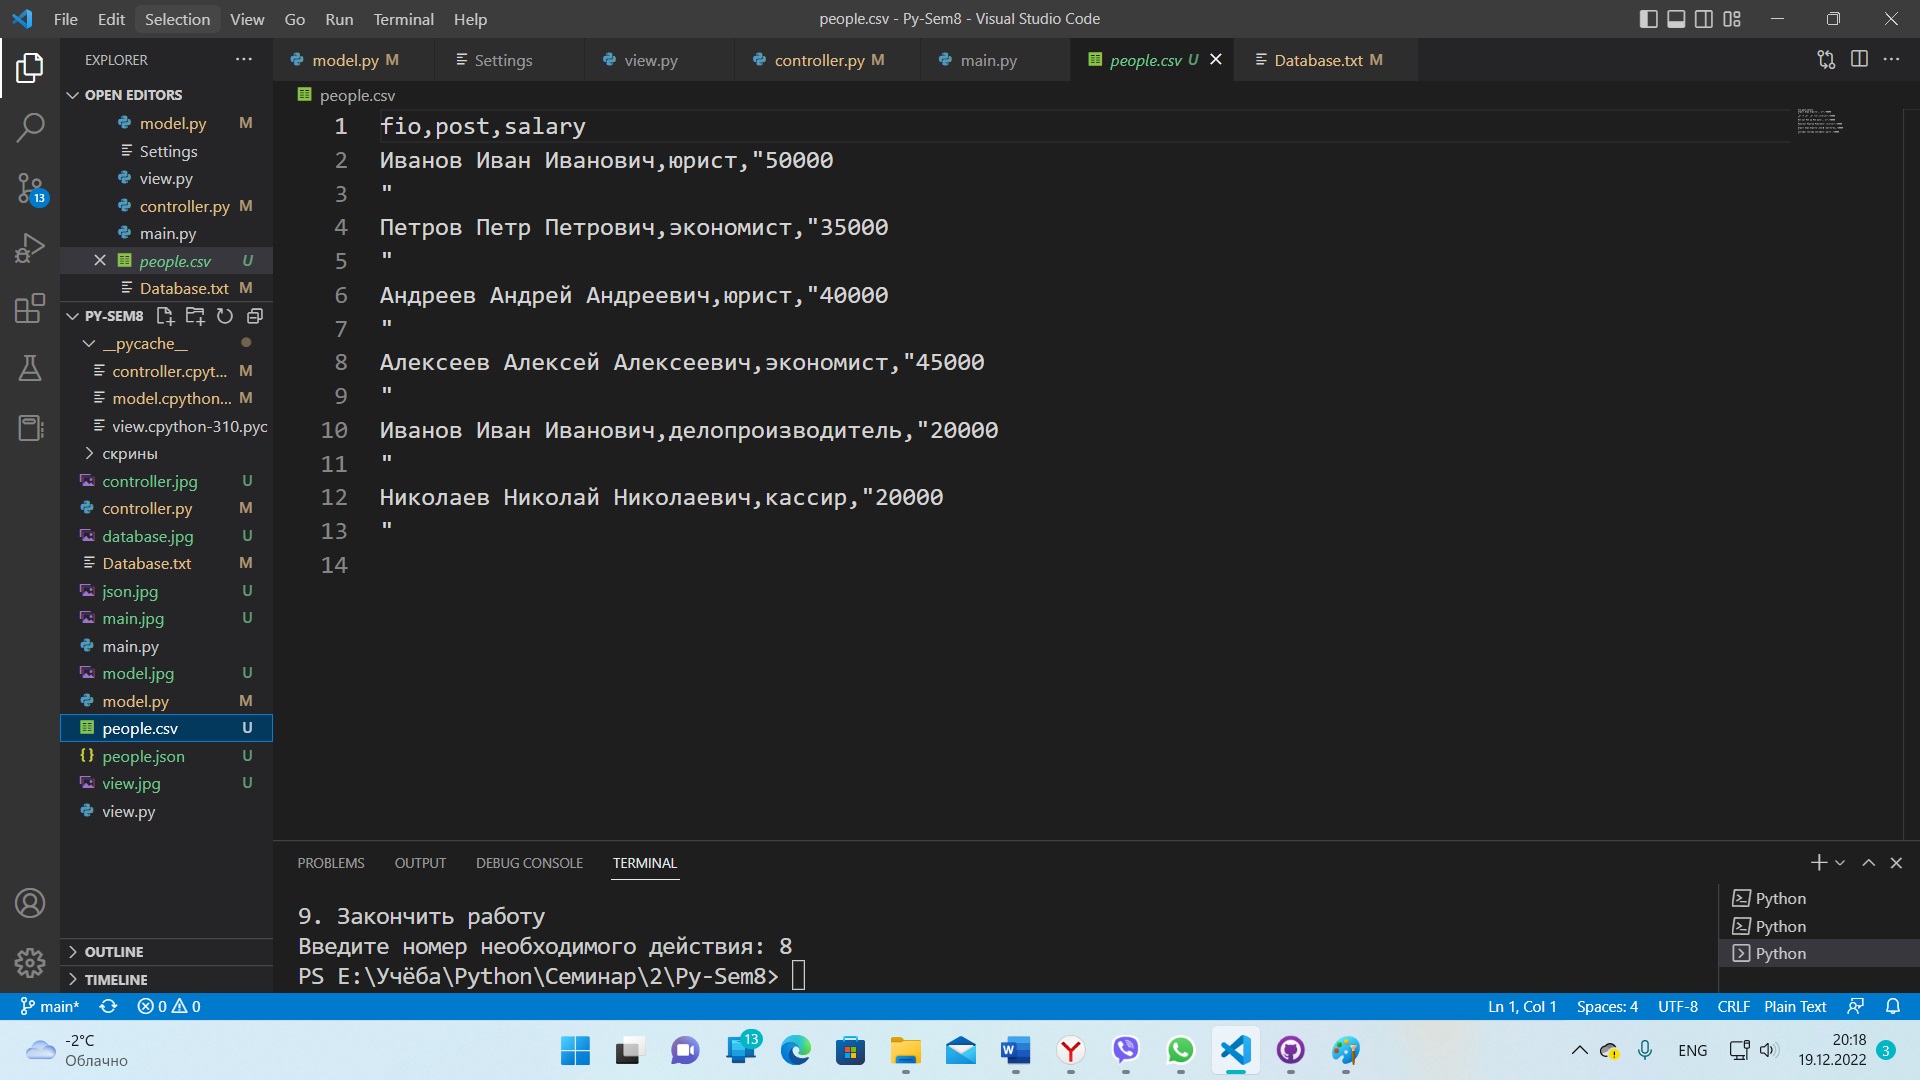 File Edit Selection View Go Run Terminal Help
people.csv - Py-Sem8 - Visual Studio Code
EXPLORER
model.py M
Settings
view.py
controller.py M
main.py
people.csv U
Database.txt M
people.csv
OPEN EDITORS
model.py M
Settings
view.py
controller.py M
main.py
people.csv U
Database.txt M
PY-SEM8
__pycache__
controller.cpyt... M
model.cpython... M
view.cpython-310.pyc
скрины
controller.jpg U
controller.py M
database.jpg U
Database.txt M
json.jpg U
main.jpg U
main.py
model.jpg U
model.py M
people.csv U
people.json U
view.jpg U
view.py
OUTLINE
TIMELINE
13
1 fio,post,salary
2 Иванов Иван Иванович,юрист,"50000
3 "
4 Петров Петр Петрович,экономист,"35000
5 "
6 Андреев Андрей Андреевич,юрист,"40000
7 "
8 Алексеев Алексей Алексеевич,экономист,"45000
9 "
10 Иванов Иван Иванович,делопроизводитель,"20000
11 "
12 Николаев Николай Николаевич,кассир,"20000
13 "
14
PROBLEMS OUTPUT DEBUG CONSOLE TERMINAL
9. Закончить работу
Введите номер необходимого действия: 8
PS E:\Учёба\Python\Семинар\2\Py-Sem8>
Python
Python
Python
main* 0 0
Ln 1, Col 1 Spaces: 4 UTF-8 CRLF Plain Text
-2°C
Облачно
13
ENG
20:18
19.12.2022
3